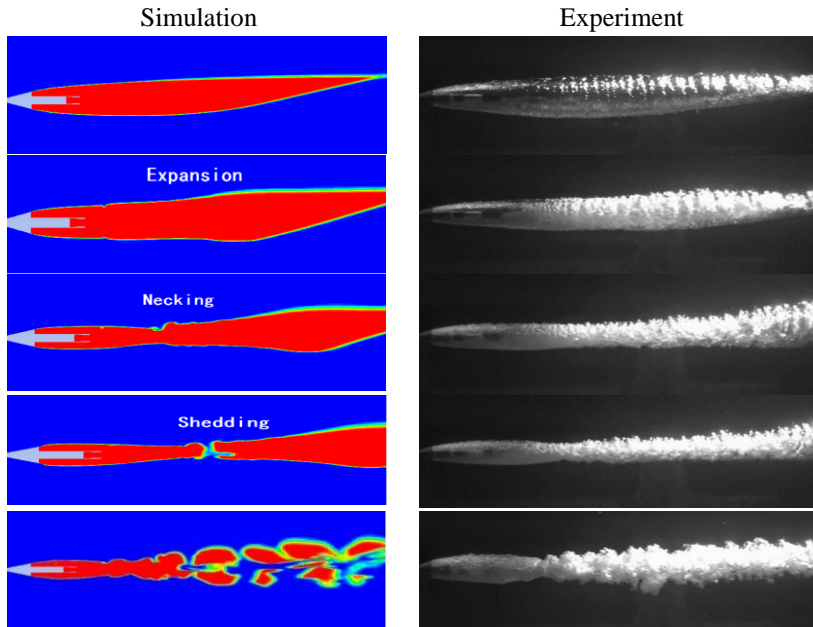 Simulation
Experiment
Expansion
Necking
Shedding